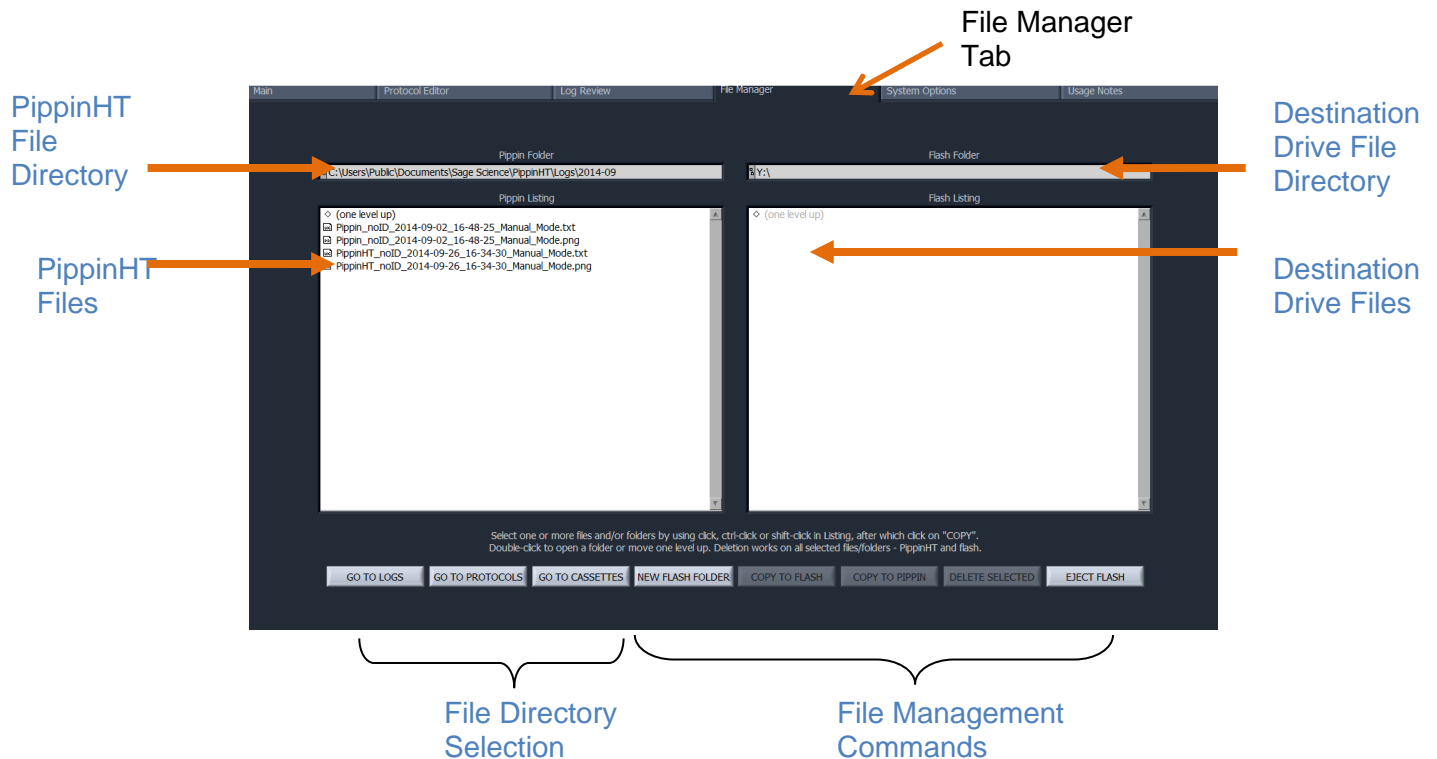 File Manager
Tab
Main
Protocol Editor
Log Review
File Manager
System Options
Usage Notes
PippinHT
File
Directory
Destination
Drive File
Directory
Pippin Folder
C:\Users\Public\Documents\Sage Science\PippinHT\Logs\2014-09
Flash Folder
Y:\
Pippin Listing
(one level up)
Pippin_noID_2014-09-02_16-48-25_Manual_Mode.txt
Pippin_noID_2014-09-02_16-48-25_Manual_Mode.png
PippinHT_noID_2014-09-26_16-34-30_Manual_Mode.txt
PippinHT_noID_2014-09-26_16-34-30_Manual_Mode.png
Flash Listing
(one level up)
PippinHT
Files
Destination
Drive Files
Select one or more files and/or folders by using click, ctrl-click or shift-click in Listing, after which click on "COPY".
Double-click to open a folder or move one level up. Deletion works on all selected files/folders - PippinHT and flash.
GO TO LOGS
GO TO PROTOCOLS
GO TO CASSETTES
NEW FLASH FOLDER
COPY TO FLASH
COPY TO PIPPIN
DELETE SELECTED
EJECT FLASH
File Directory
Selection
File Management
Commands